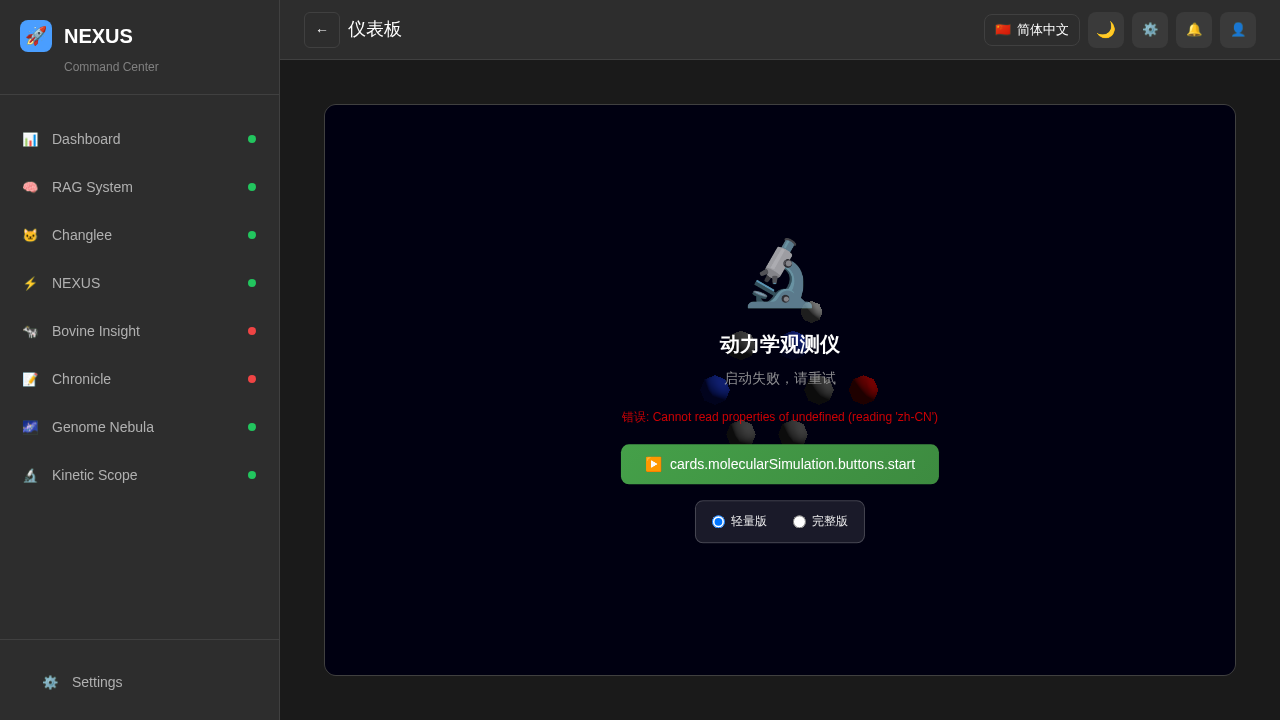 NEXUS
Command Center
Dashboard
RAG System
Changlee
NEXUS
Bovine Insight
Chronicle
Genome Nebula
Kinetic Scope
Settings
← 仪表板
简体中文
动力学观测仪
启动失败，请重试
错误: Cannot read properties of undefined (reading 'zh-CN')
cards.molecularSimulation.buttons.start
轻量版 完整版